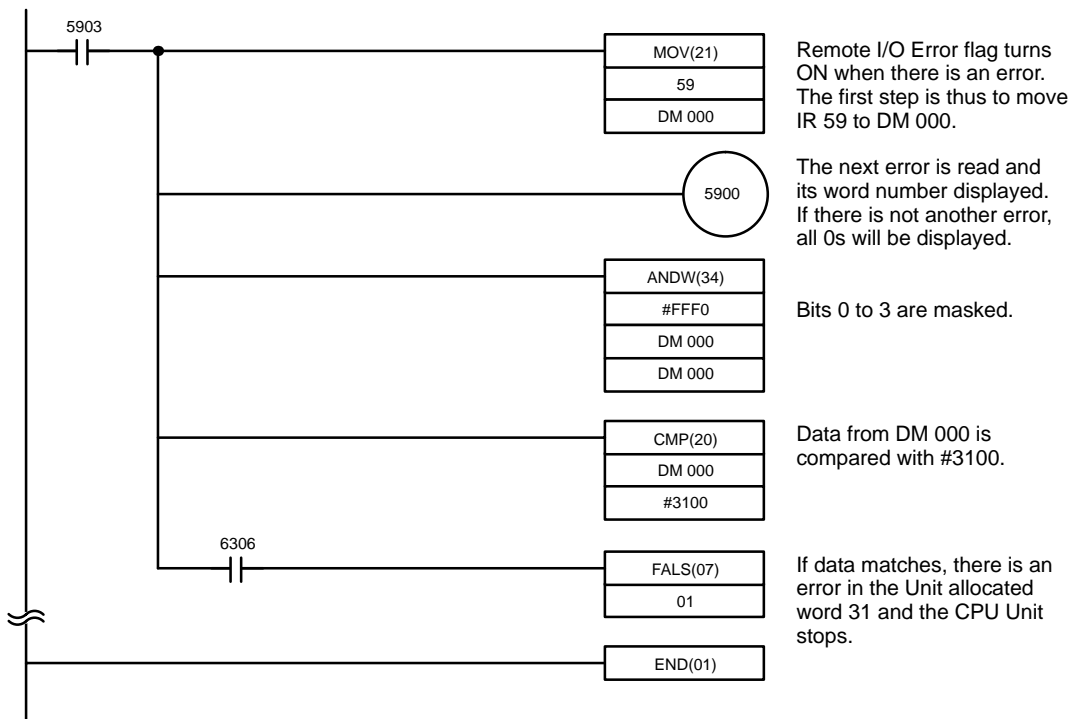 5903
MOV(21)
59
DM 000
Remote I/O Error flag turns
ON when there is an error.
The first step is thus to move
IR 59 to DM 000.
5900
The next error is read and
its word number displayed.
If there is not another error,
all 0s will be displayed.
ANDW(34)
#FFF0
DM 000
DM 000
Bits 0 to 3 are masked.
CMP(20)
DM 000
#3100
Data from DM 000 is
compared with #3100.
6306
FALS(07)
01
If data matches, there is an
error in the Unit allocated
word 31 and the CPU Unit
stops.
END(01)